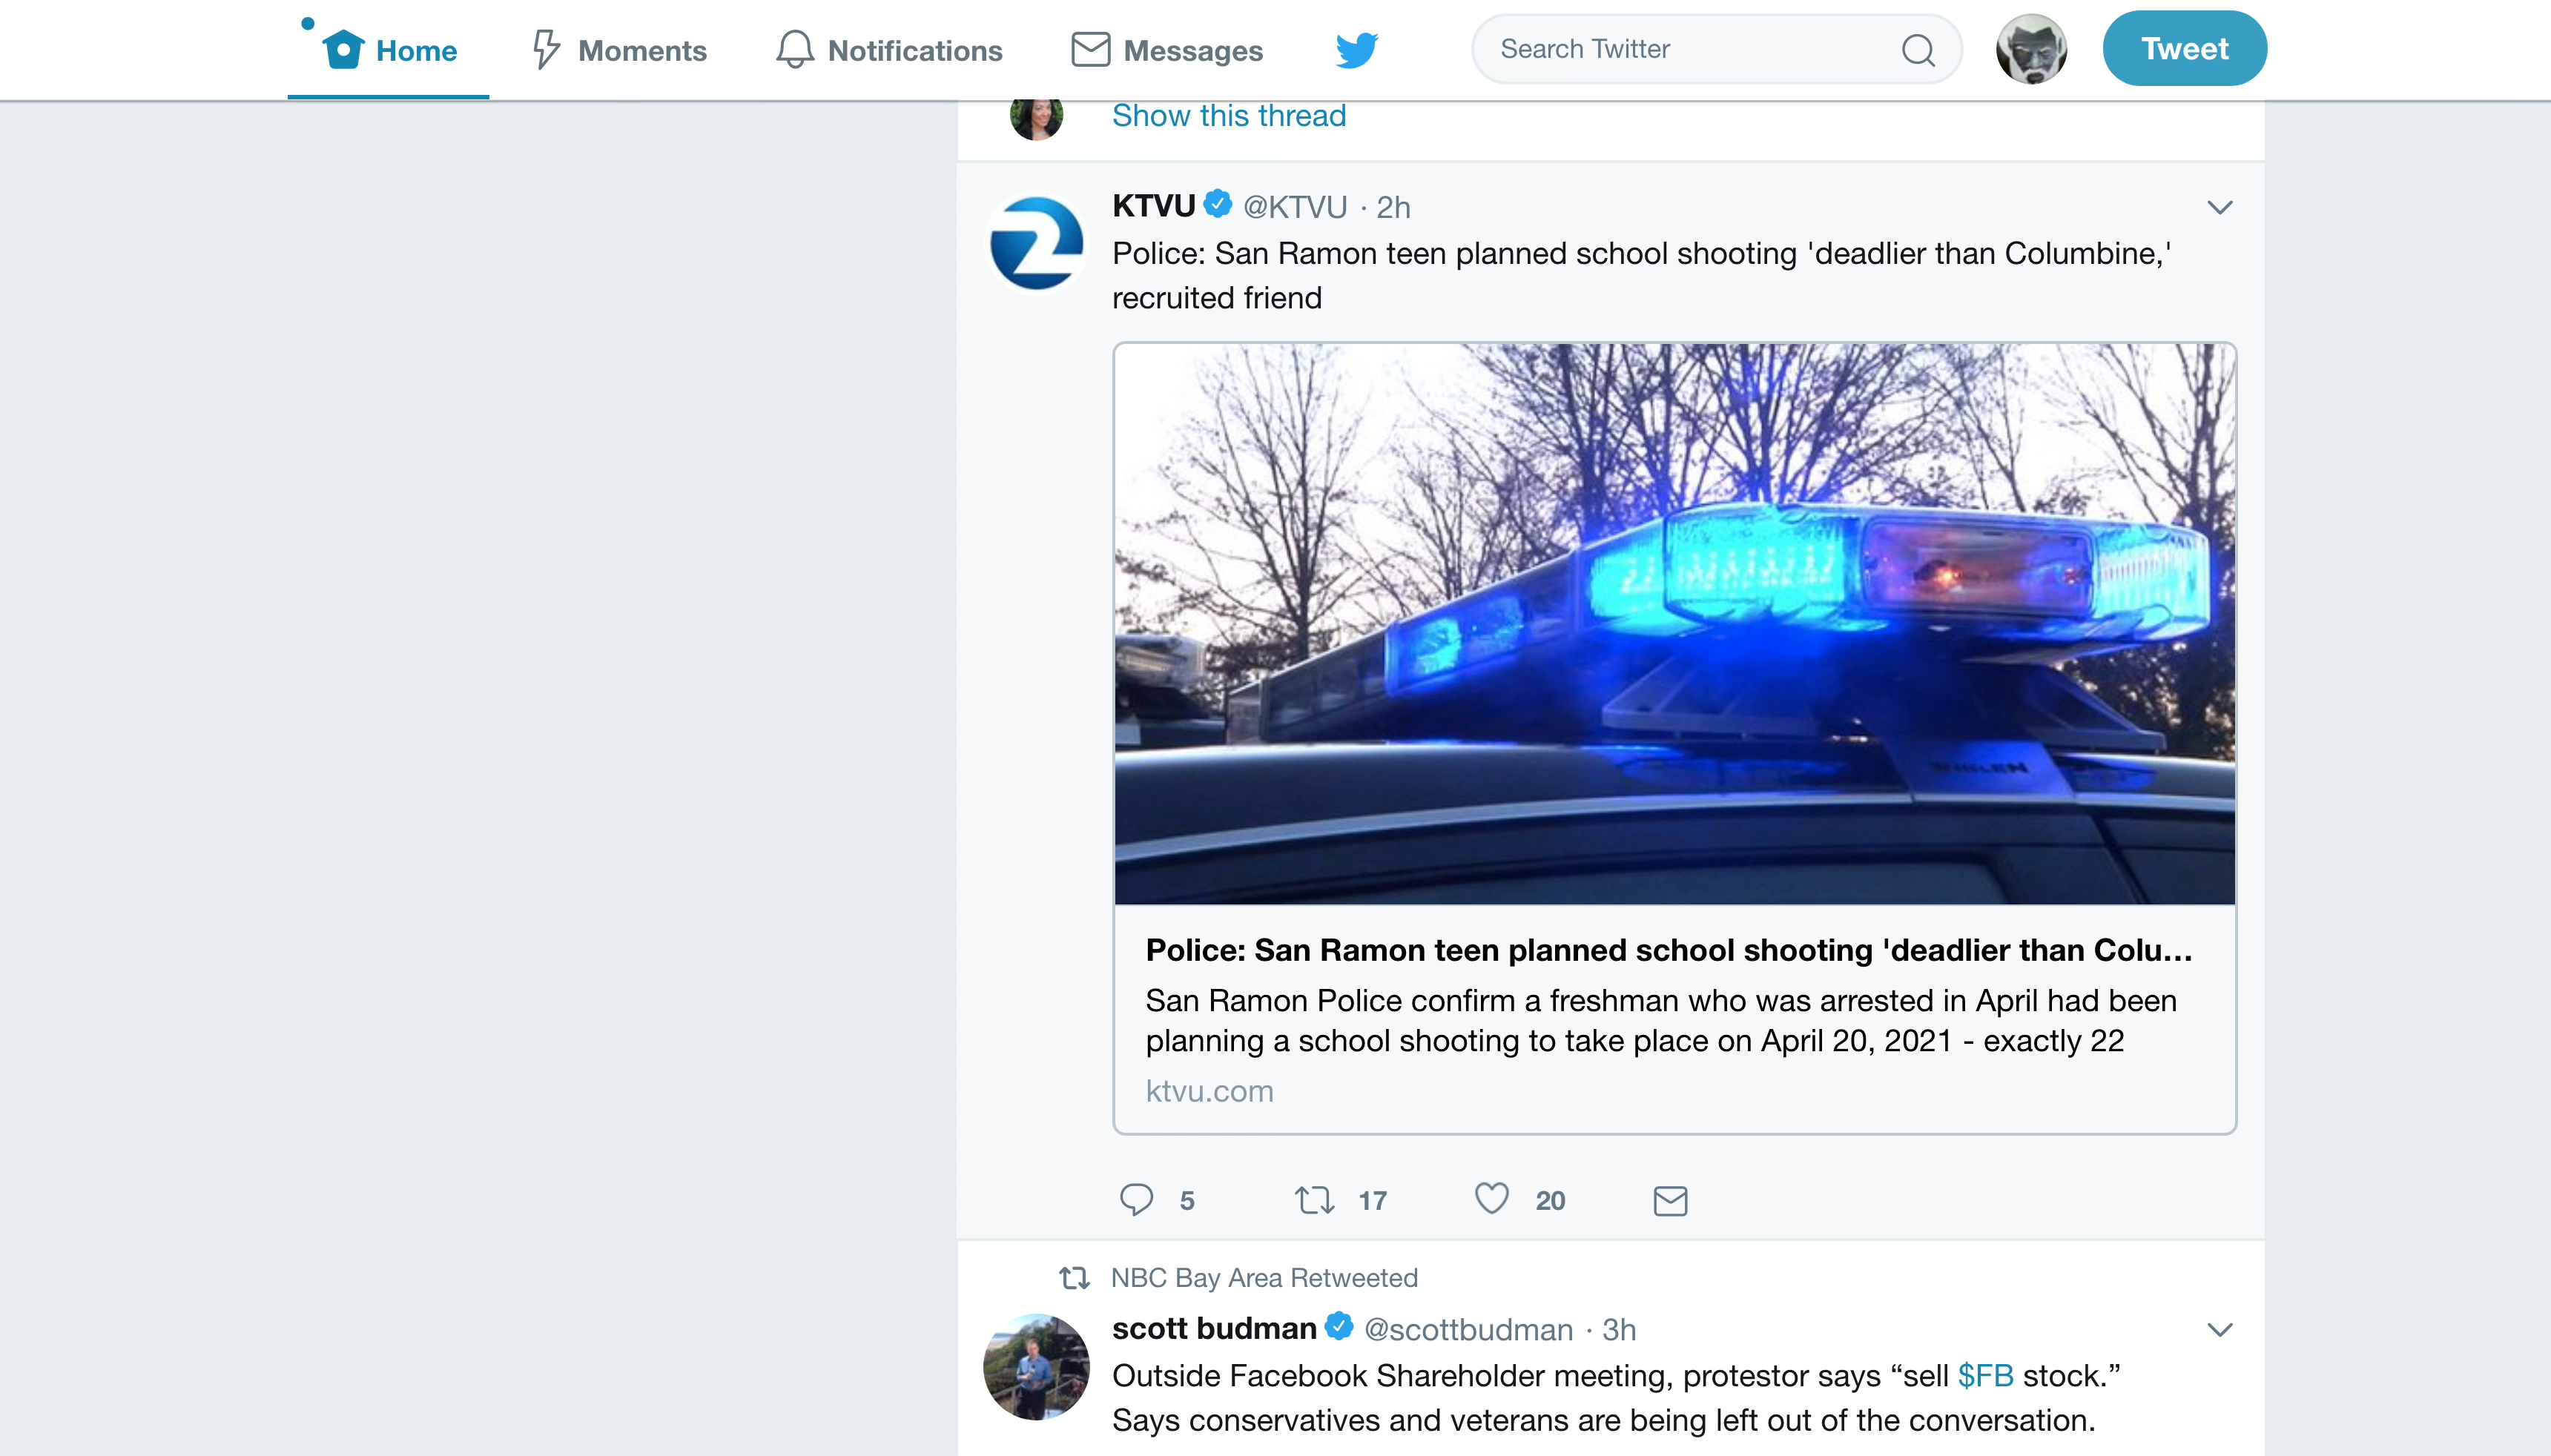 Home
Moments
Notifications
Messages
Search Twitter
Tweet
Show this thread
KTVU @KTVU · 2h
Police: San Ramon teen planned school shooting 'deadlier than Columbine,'
recruited friend
WHELEN
Police: San Ramon teen planned school shooting 'deadlier than Colu...
San Ramon Police confirm a freshman who was arrested in April had been
planning a school shooting to take place on April 20, 2021 - exactly 22
ktvu.com
5
17
20
NBC Bay Area Retweeted
scott budman @scottbudman · 3h
Outside Facebook Shareholder meeting, protestor says “sell $FB stock.”
Says conservatives and veterans are being left out of the conversation.